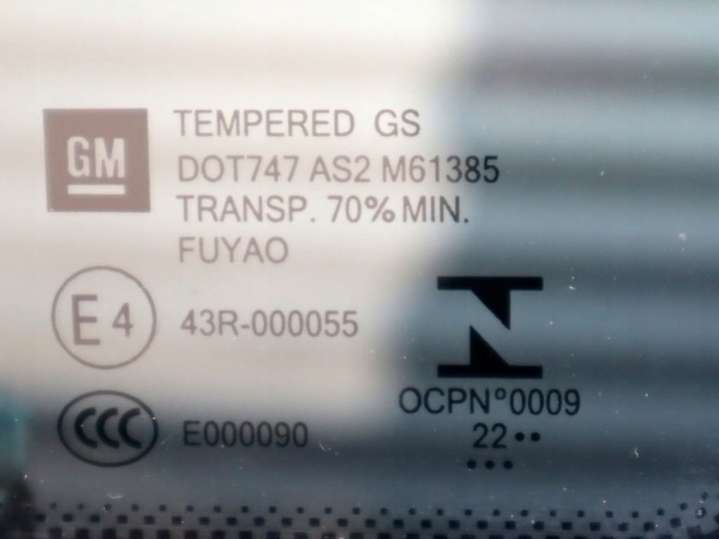 GM
TEMPERED GS
DOT747 AS2 M61385
TRANSP. 70% MIN.
FUYAO
E4
43R-000055
CCC
E000090
N
OCPN°0009
22••
•••